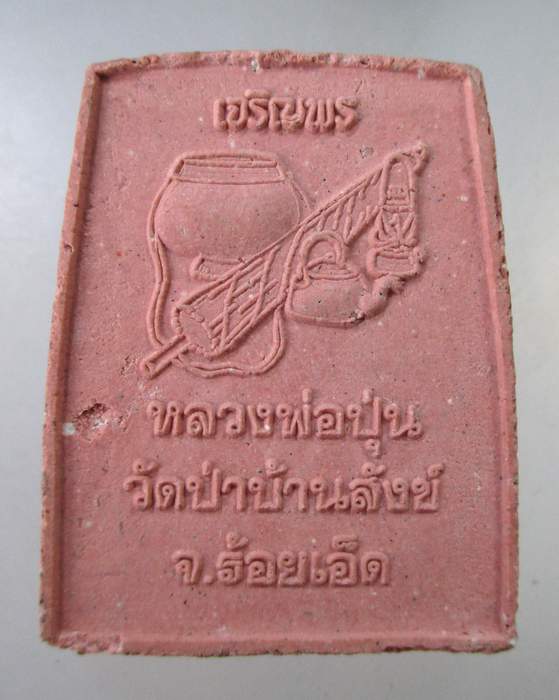 เจริญพร
หลวงพ่อปุ่น
วัดป่าบ้านสังข์
จ.ร้อยเอ็ด